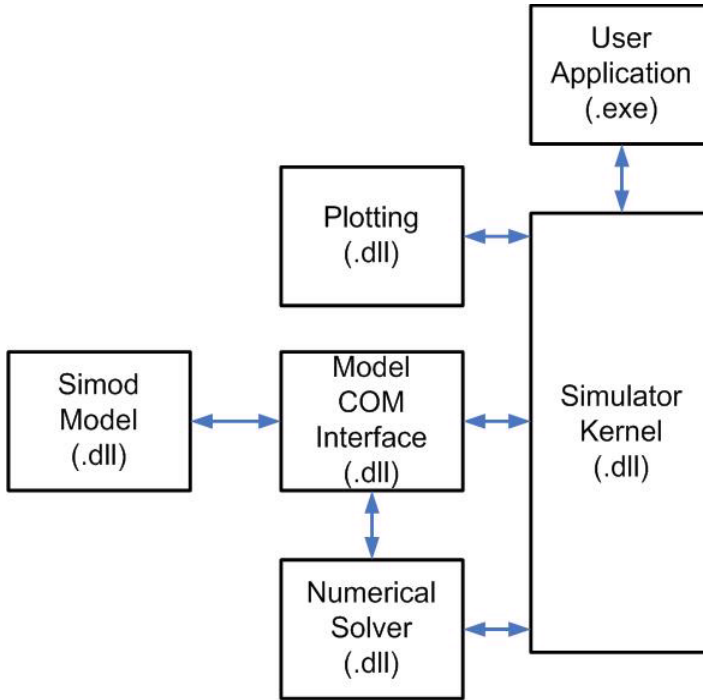 User
Application
(.exe)
Plotting
(.dll)
Simod
Model
(.dll)
Model
COM
Interface
(.dll)
Simulator
Kernel
(.dll)
Numerical
Solver
(.dll)